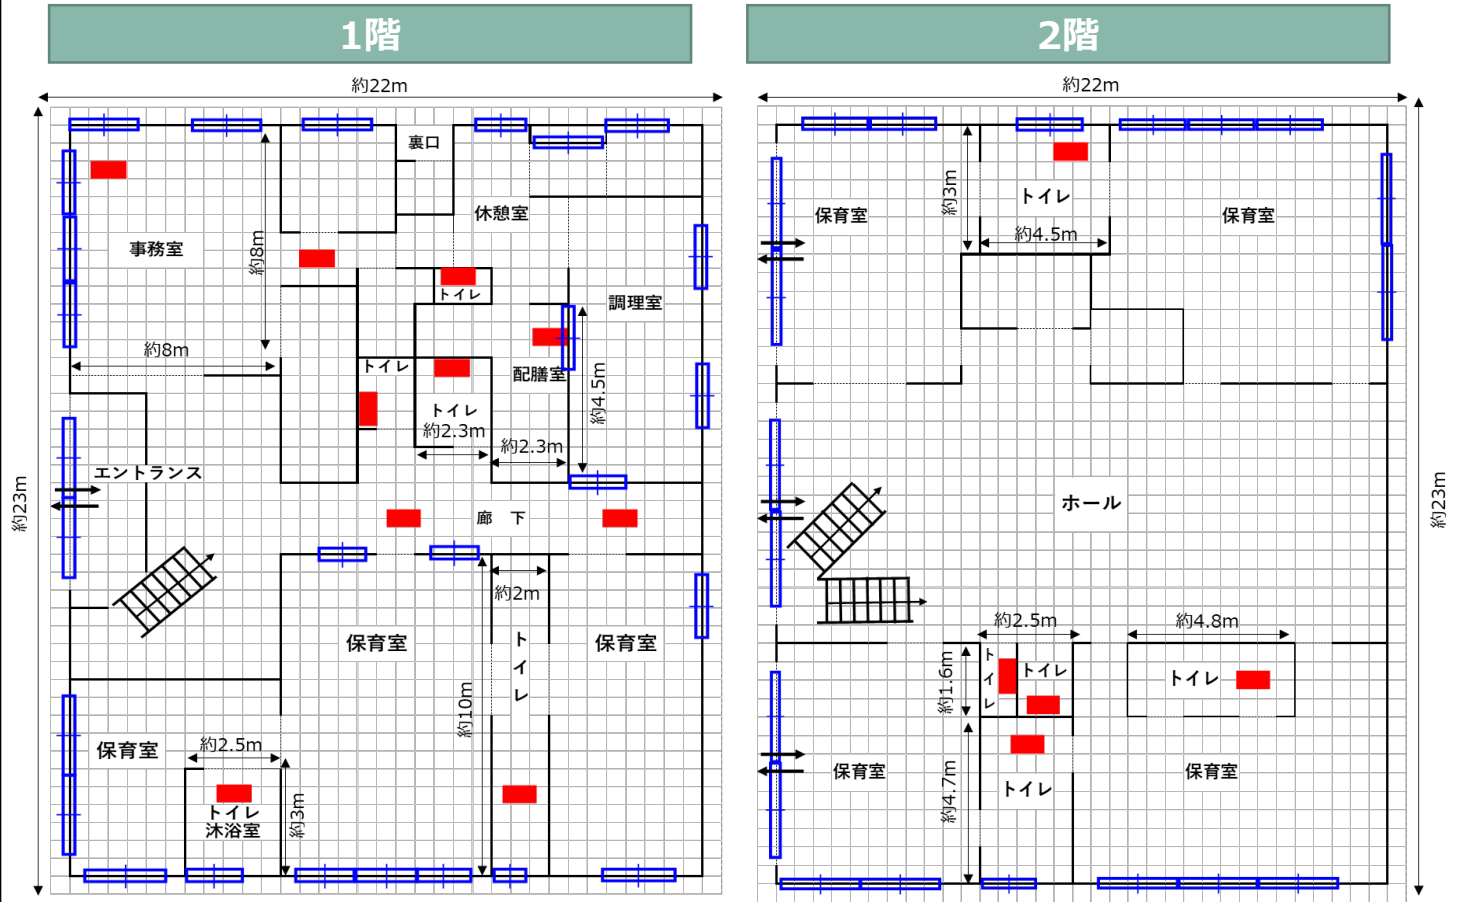 1階
2階
約22m
約22m
裏口
休憩室
事務室
約8m
トイレ
調理室
約8m
トイレ
配膳室
約4.5m
トイレ
約2.3m
約2.3m
エントランス
約23m
廊 下
約2m
保育室
トイレ
保育室
約10m
保育室
約2.5m
トイレ
沐浴室
約3m
約3m
トイレ
保育室
保育室
約4.5m
ホール
約23m
約2.5m
約4.8m
約1.6m
トイレ
トイレ
トイレ
保育室
約4.7m
トイレ
保育室